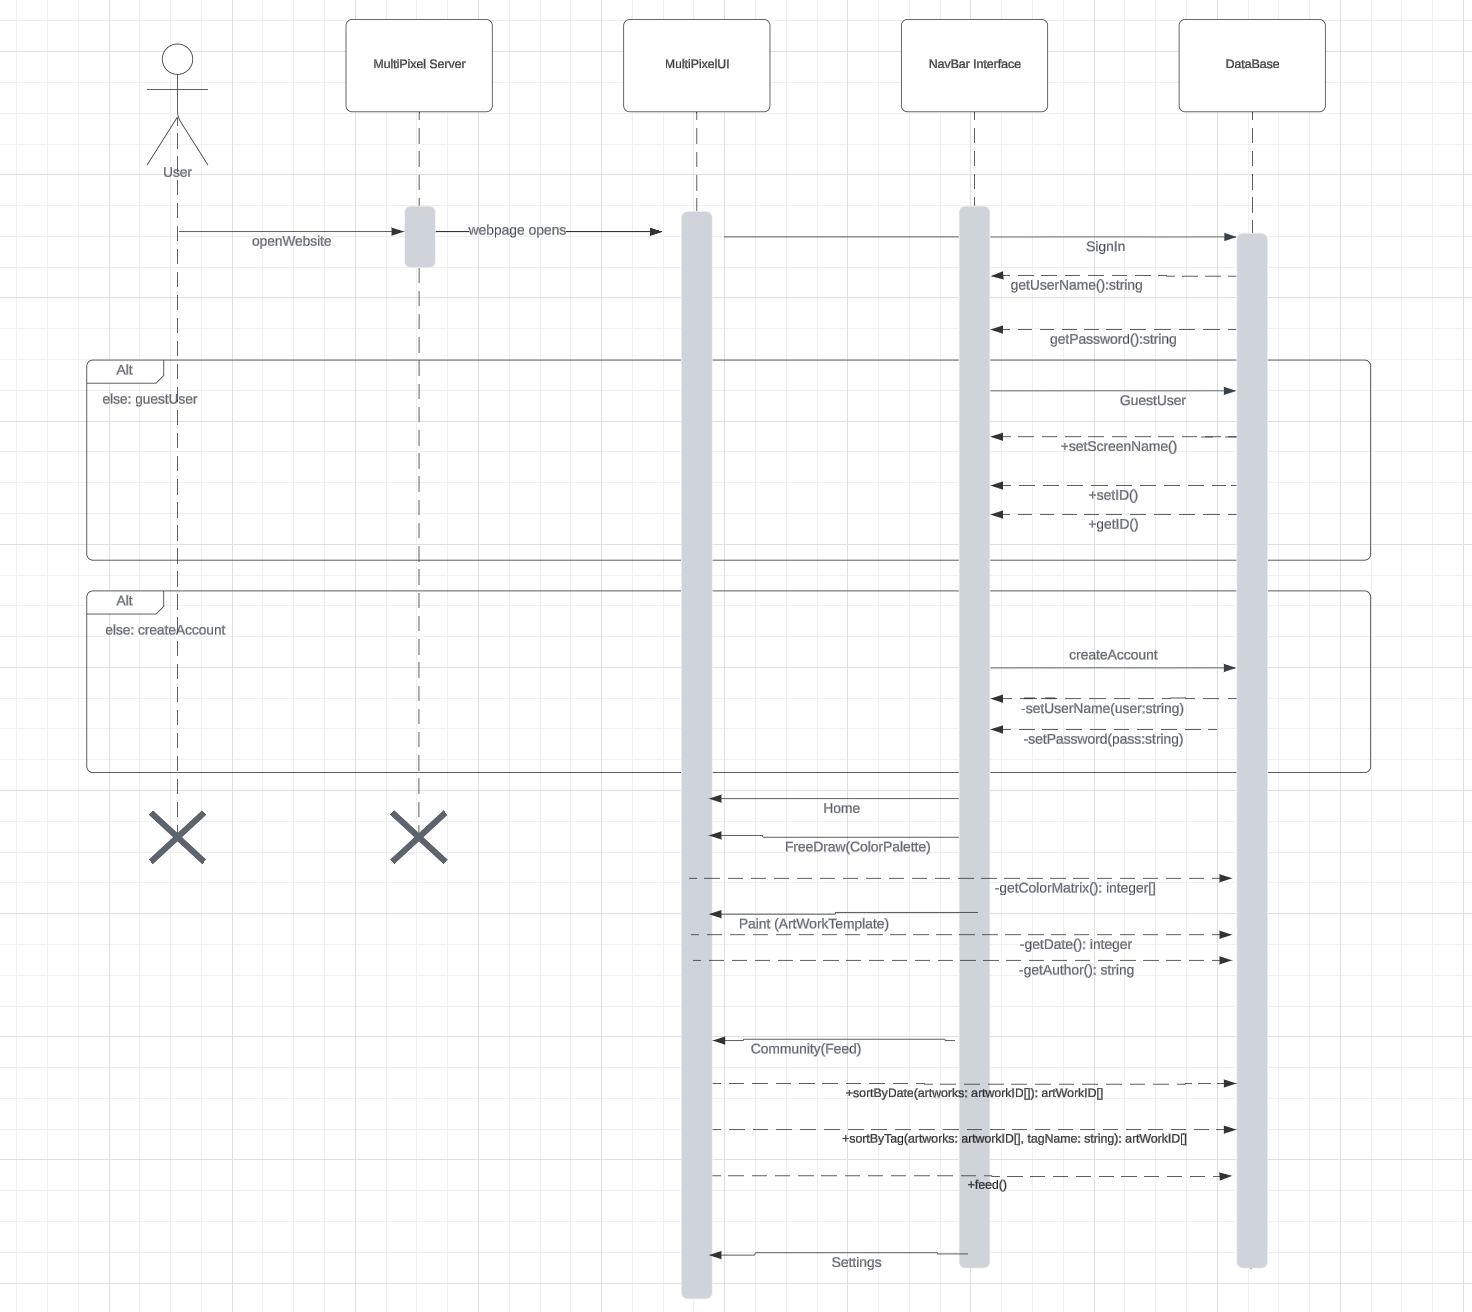 MultiPixel Server
MultiPixelUI
NavBar Interface
DataBase
User
openWebsite
webpage opens
SignIn
getUserName():string
getPassword():string
Alt
else: guestUser
GuestUser
+setScreenName()
+setID()
+getID()
Alt
else: createAccount
createAccount
-setUserName(user:string)
-setPassword(pass:string)
Home
FreeDraw(ColorPalette)
-getColorMatrix(): integer[]
Paint (ArtWorkTemplate)
-getDate(): integer
-getAuthor(): string
Community(Feed)
+sortByDate(artworks: artworkID[]): artWorkID[]
+sortByTag(artworks: artworkID[], tagName: string): artWorkID[]
+feed()
Settings